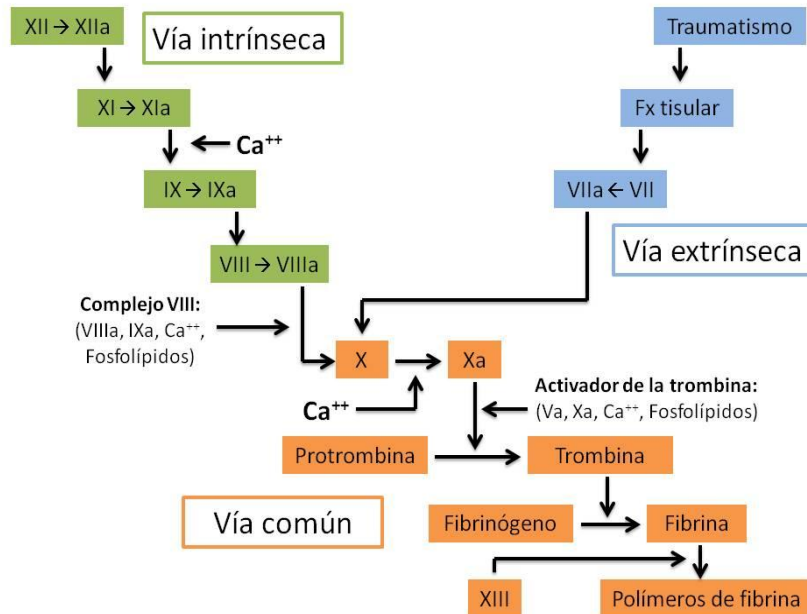 XII → XIIa
Vía intrínseca
Traumatismo
XI → XIa
Fx tisular
Ca⁺⁺
IX → IXa
VIIa ← VII
Vía extrínseca
VIII → VIIIa
Complejo VIII:
(VIIIa, IXa, Ca⁺⁺,
Fosfolípidos)
X
Xa
Ca⁺⁺
Activador de la trombina:
(Va, Xa, Ca⁺⁺, Fosfolípidos)
Protrombina
Trombina
Vía común
Fibrinógeno
Fibrina
XIII
Polímeros de fibrina